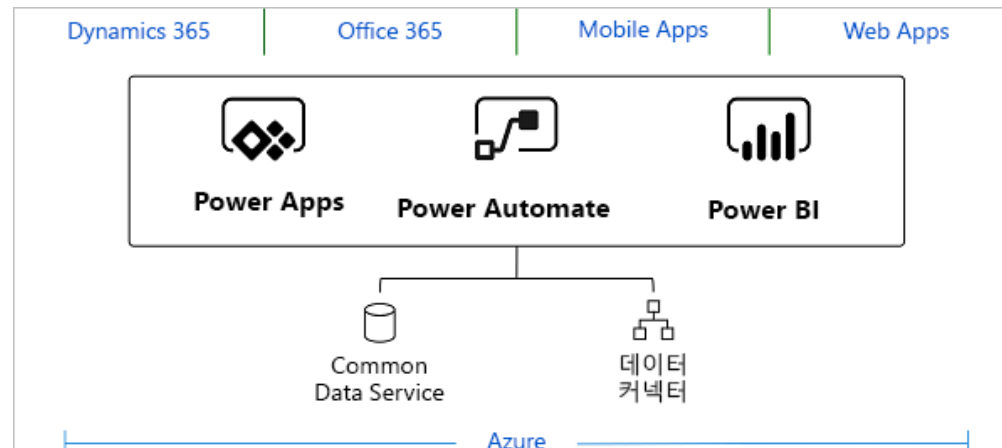 Dynamics 365 Office 365 Mobile Apps Web Apps
Power Apps Power Automate Power BI
Common
Data Service
데이터
커넥터
Azure